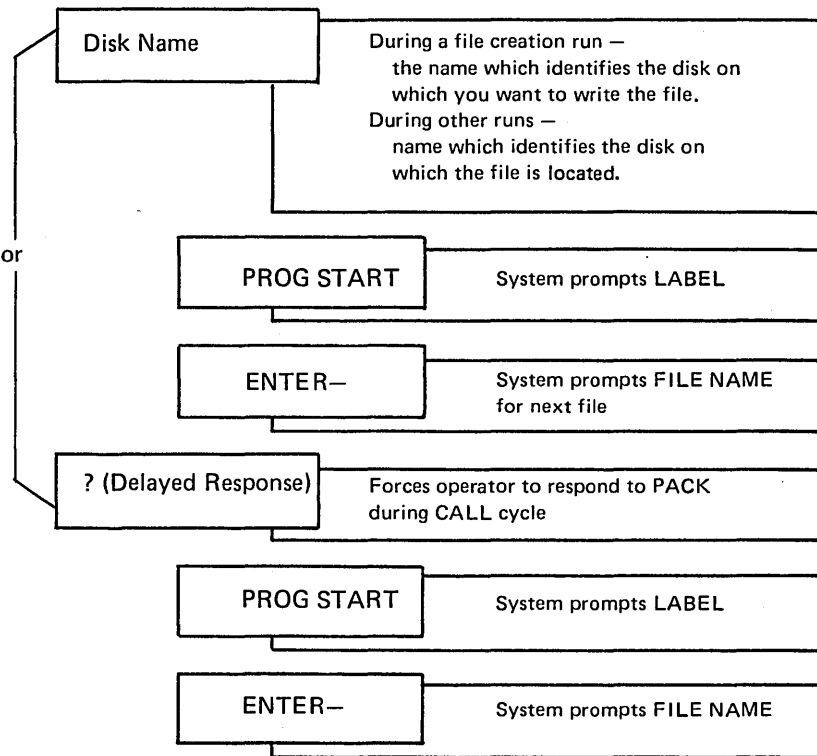 Disk Name
During a file creation run —
the name which identifies the disk on
which you want to write the file.
During other runs —
name which identifies the disk on
which the file is located.
or
PROG START
System prompts LABEL
ENTER—
System prompts FILE NAME
for next file
? (Delayed Response)
Forces operator to respond to PACK
during CALL cycle
PROG START
System prompts LABEL
ENTER—
System prompts FILE NAME